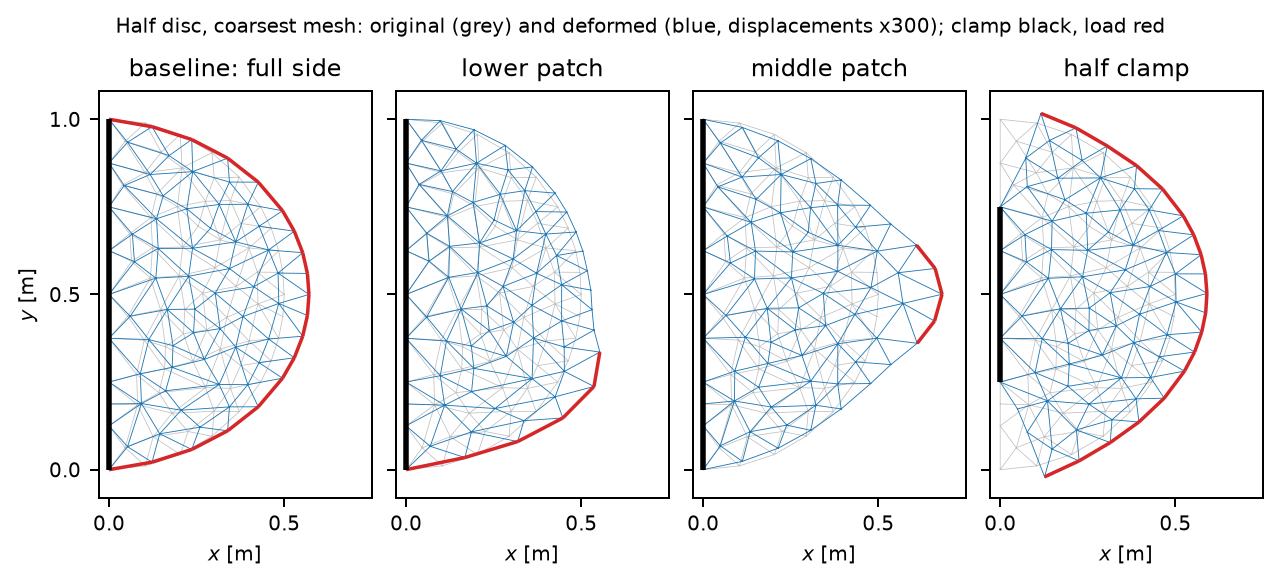 Half disc, coarsest mesh: original (grey) and deformed (blue, displacements x300); clamp black, load red
baseline: full side
lower patch
middle patch
half clamp
1.0
0.5
0.0
y [m]
0.0 0.5
0.0 0.5
0.0 0.5
0.0 0.5
x [m]
x [m]
x [m]
x [m]